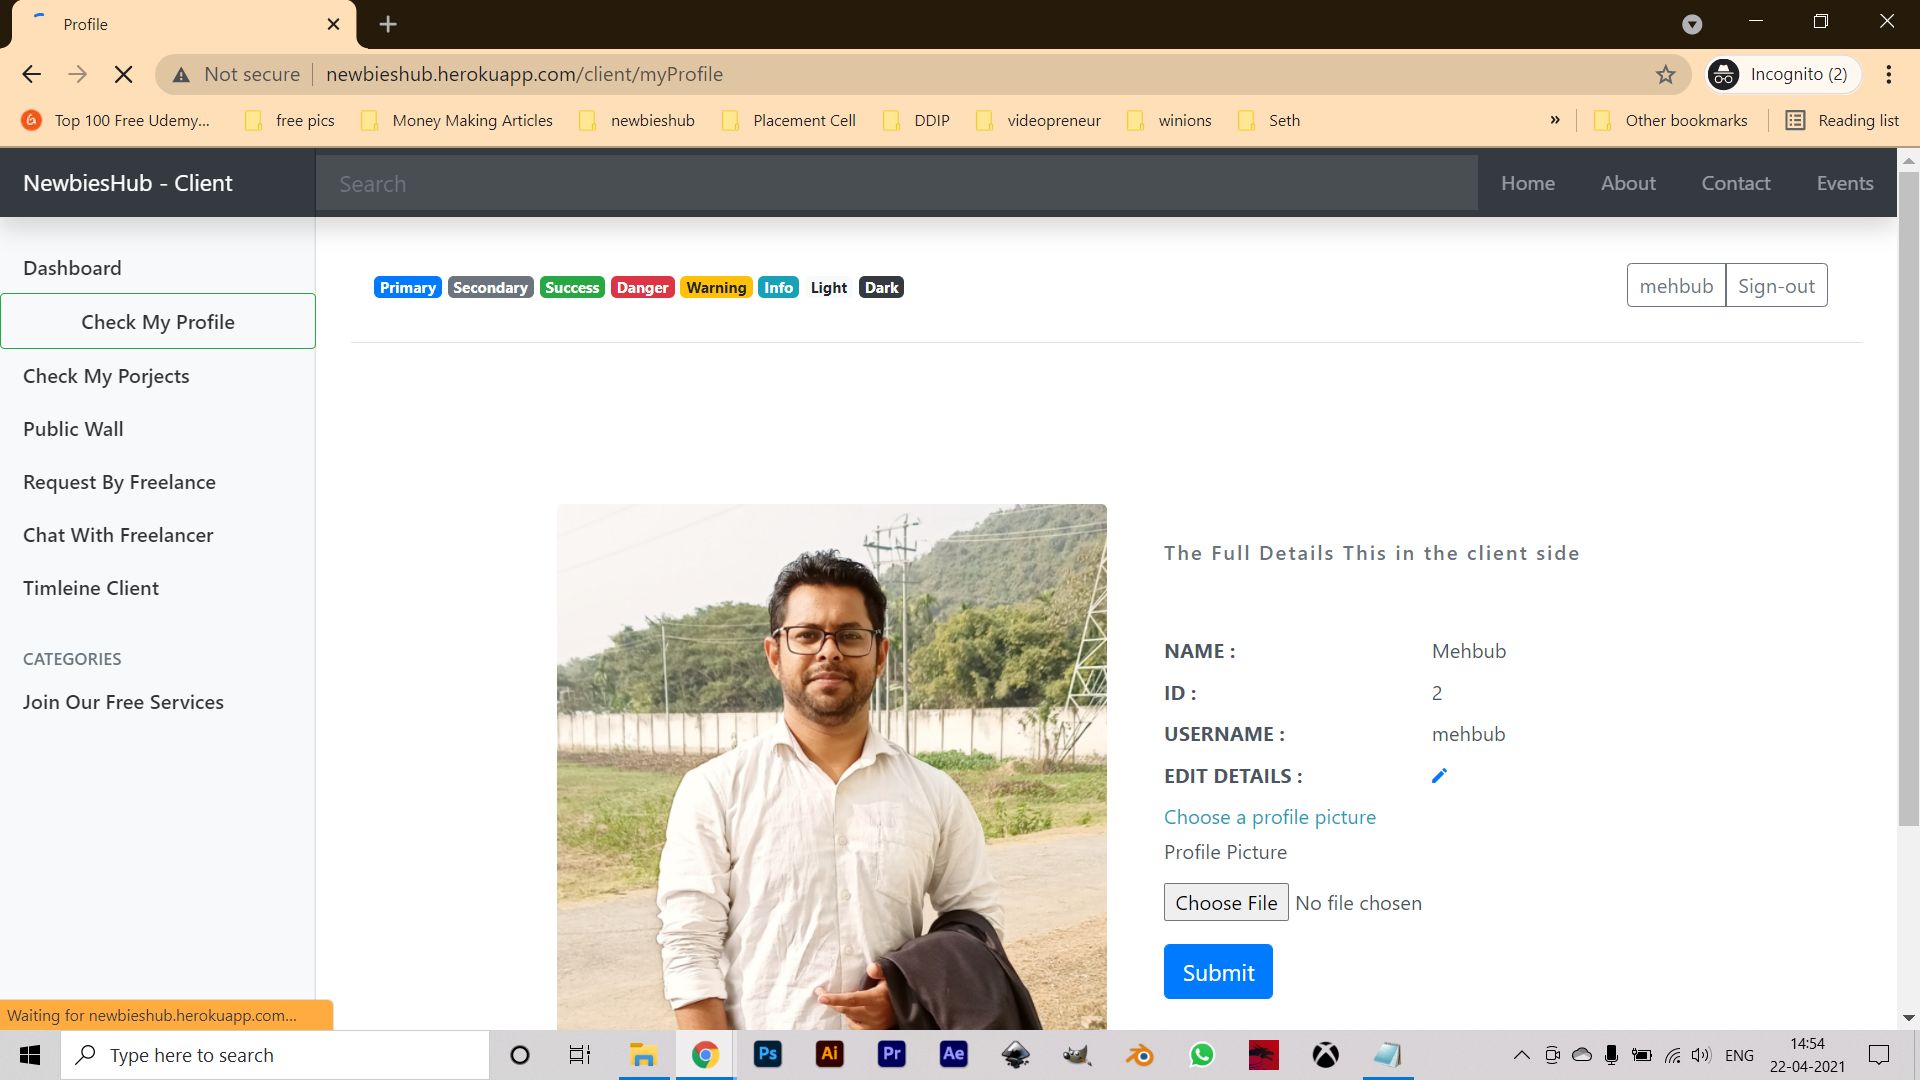 Profile
Not secure
newbieshub.herokuapp.com/client/myProfile
Incognito (2)
Top 100 Free Udemy...
free pics
Money Making Articles
newbieshub
Placement Cell
DDIP
videopreneur
winions
Seth
»
Other bookmarks
Reading list
NewbiesHub - Client
Search
Home
About
Contact
Events
Dashboard
Check My Profile
Check My Porjects
Public Wall
Request By Freelance
Chat With Freelancer
Timleine Client
CATEGORIES
Join Our Free Services
Primary Secondary Success Danger Warning Info Light Dark
mehbub
Sign-out
The Full Details This in the client side
NAME : Mehbub
ID : 2
USERNAME : mehbub
EDIT DETAILS :
Choose a profile picture
Profile Picture
Choose File No file chosen
Submit
Waiting for newbieshub.herokuapp.com...
Type here to search
Ps
Ai
Pr
Ae
ENG
14:54
22-04-2021